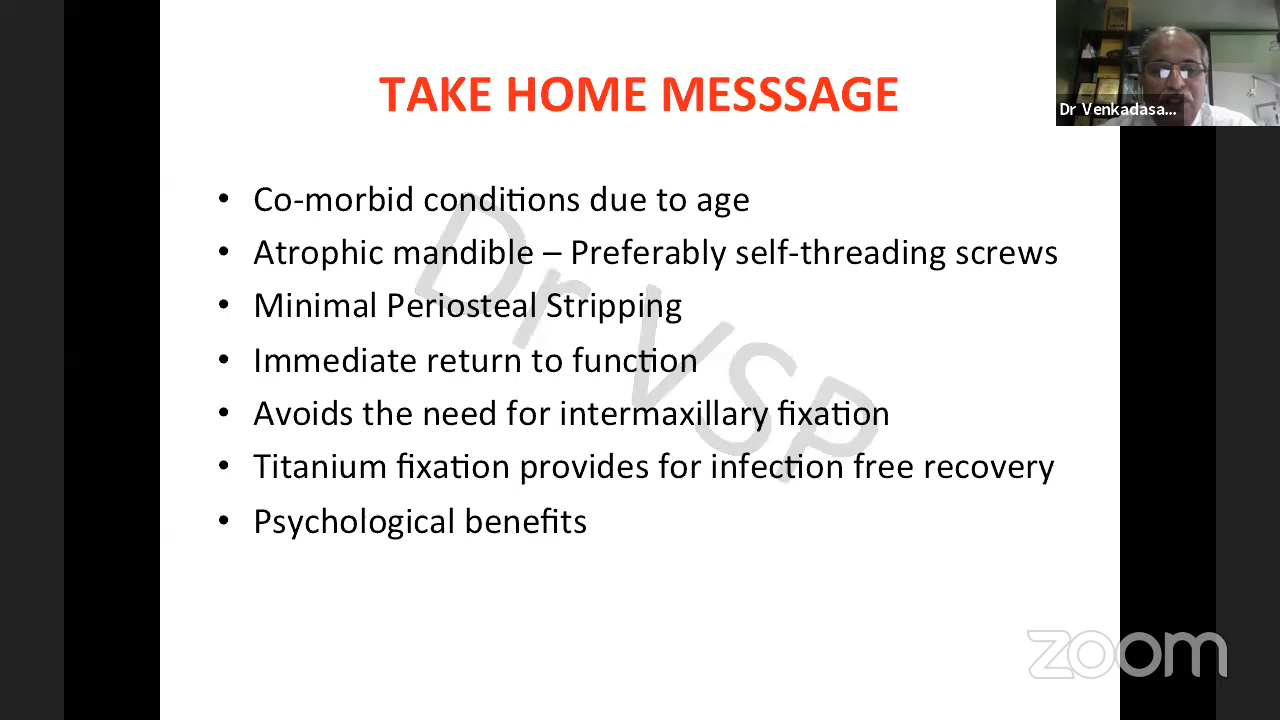 TAKE HOME MESSSAGE
Dr Venkadasa...
• Co-morbid conditions due to age
• Atrophic mandible – Preferably self-threading screws
• Minimal Periosteal Stripping
• Immediate return to function
• Avoids the need for intermaxillary fixation
• Titanium fixation provides for infection free recovery
• Psychological benefits
Dr VSP
zoom